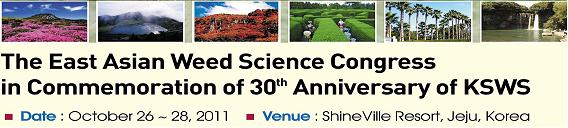 The East Asian Weed Science Congress
in Commemoration of 30th Anniversary of KSWS
■ Date : October 26 ~ 28, 2011 ■ Venue : ShineVille Resort, Jeju, Korea